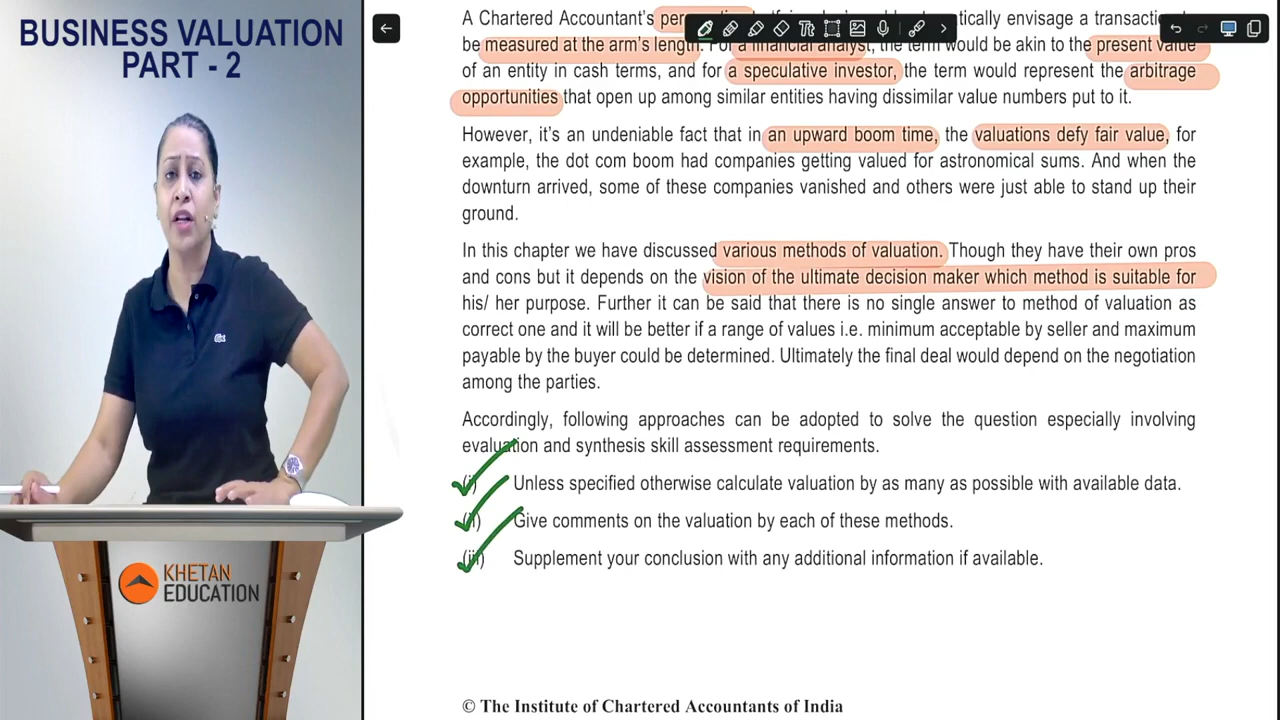 BUSINESS VALUATION
PART - 2
KHETAN
EDUCATION
A Chartered Accountant's
be measured at the arm's length. For a financial analyst, the term would be akin to the present value
of an entity in cash terms, and for a speculative investor, the term would represent the arbitrage
opportunities that open up among similar entities having dissimilar value numbers put to it.
However, it's an undeniable fact that in an upward boom time, the valuations defy fair value, for
example, the dot com boom had companies getting valued for astronomical sums. And when the
downturn arrived, some of these companies vanished and others were just able to stand up their
ground.
In this chapter we have discussed various methods of valuation. Though they have their own pros
and cons but it depends on the vision of the ultimate decision maker which method is suitable for
his/ her purpose. Further it can be said that there is no single answer to method of valuation as
correct one and it will be better if a range of values i.e. minimum acceptable by seller and maximum
payable by the buyer could be determined. Ultimately the final deal would depend on the negotiation
among the parties.
Accordingly, following approaches can be adopted to solve the question especially involving
evaluation and synthesis skill assessment requirements.
(i) Unless specified otherwise calculate valuation by as many as possible with available data.
(ii) Give comments on the valuation by each of these methods.
(iii) Supplement your conclusion with any additional information if available.
© The Institute of Chartered Accountants of India